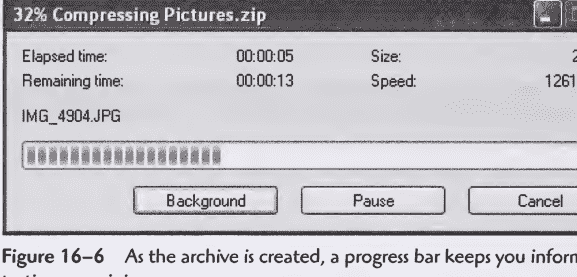 32% Compressing Pictures.zip
Elapsed time: 00:00:05 Size: 2
Remaining time: 00:00:13 Speed: 1261
IMG_4904.JPG
Background Pause Cancel
Figure 16–6 As the archive is created, a progress bar keeps you inform